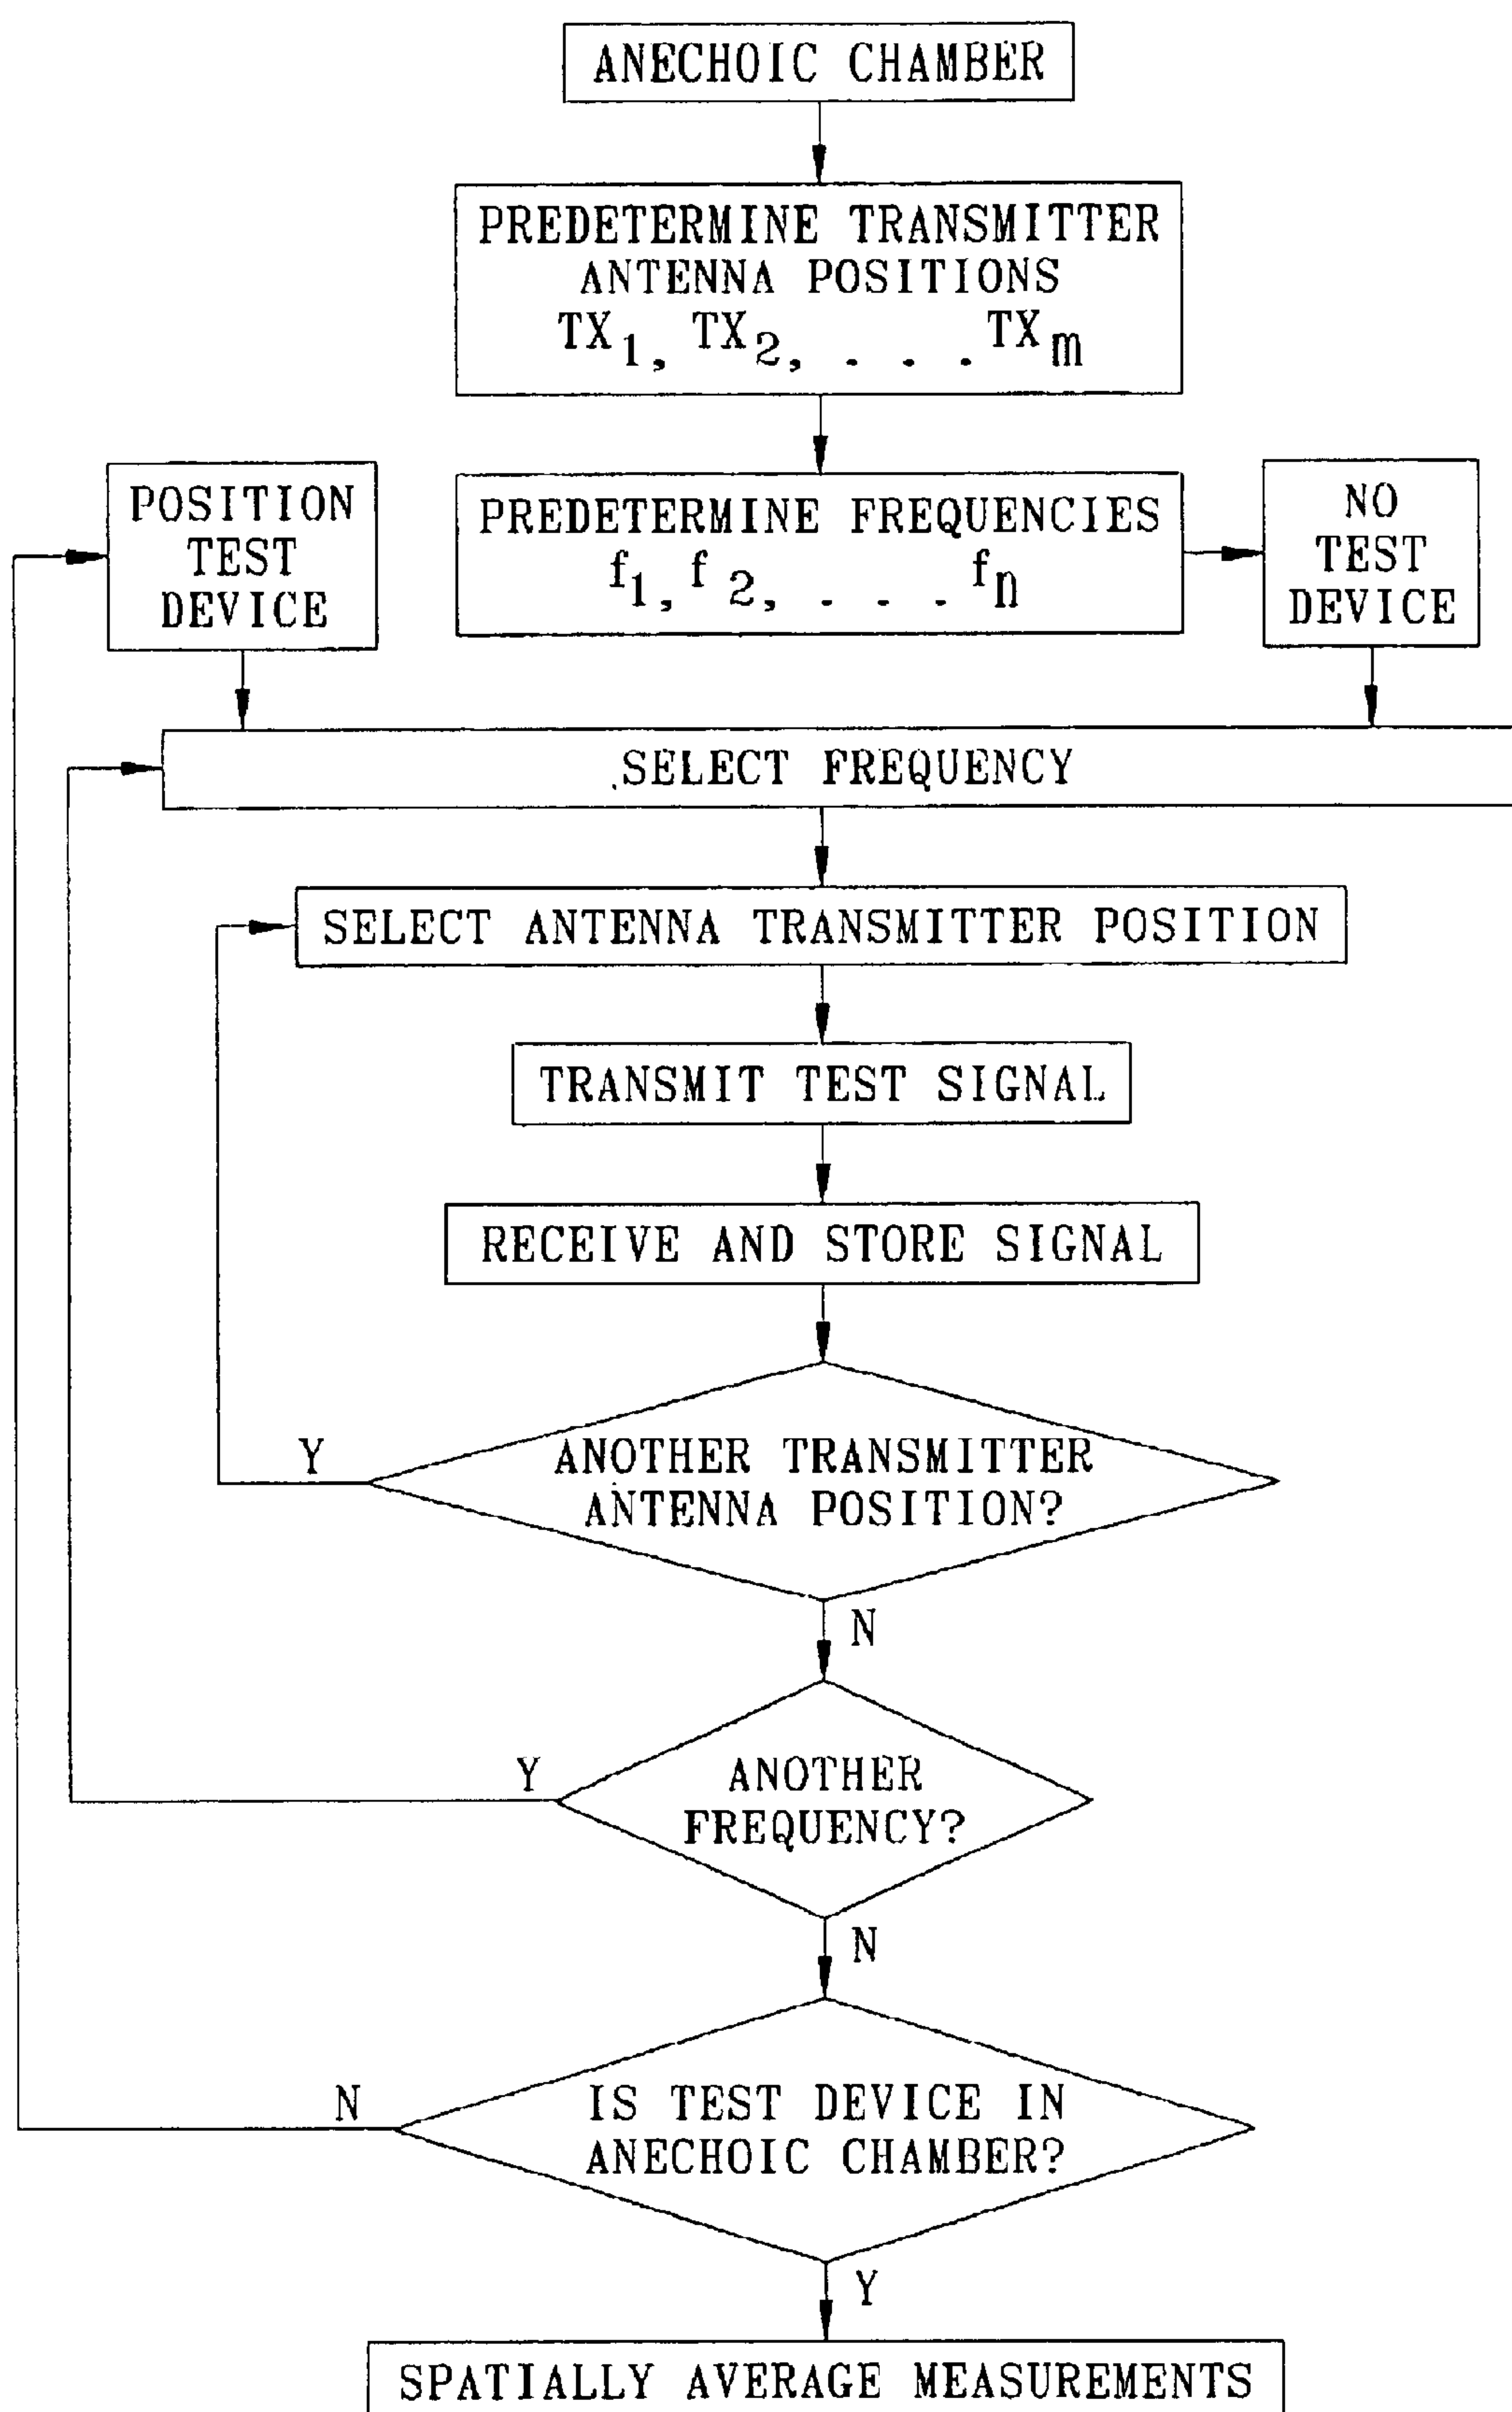 ANECHOIC CHAMBER
PREDETERMINE TRANSMITTER
ANTENNA POSITIONS
TX1, TX2, . . . TXm
POSITION
TEST
DEVICE
PREDETERMINE FREQUENCIES
f1, f2, . . . fn
NO
TEST
DEVICE
SELECT FREQUENCY
SELECT ANTENNA TRANSMITTER POSITION
TRANSMIT TEST SIGNAL
RECEIVE AND STORE SIGNAL
Y
ANOTHER TRANSMITTER
ANTENNA POSITION?
N
Y
ANOTHER
FREQUENCY?
N
N
IS TEST DEVICE IN
ANECHOIC CHAMBER?
Y
SPATIALLY AVERAGE MEASUREMENTS